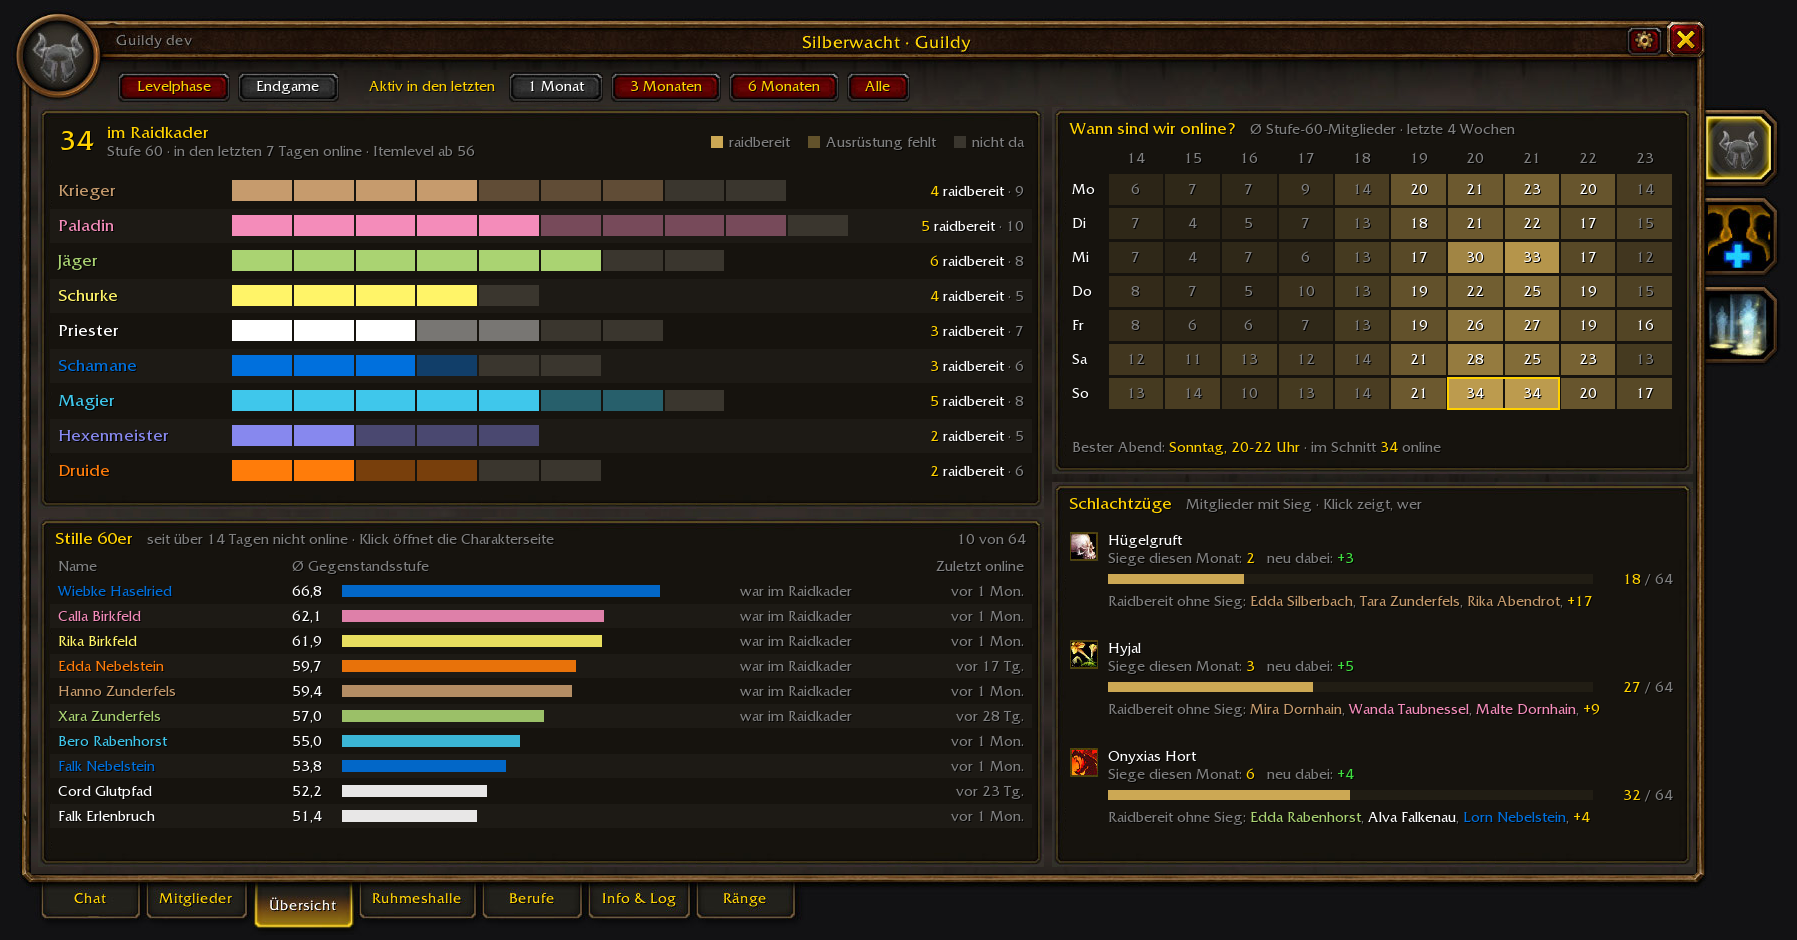 Guildy dev
Silberwacht · Guildy
Levelphase Endgame Aktiv in den letzten 1 Monat 3 Monaten 6 Monaten Alle
34 im Raidkader
Stufe 60 · in den letzten 7 Tagen online · Itemlevel ab 56
raidbereit Ausrüstung fehlt nicht da
Krieger 4 raidbereit · 9
Paladin 5 raidbereit · 10
Jäger 6 raidbereit · 8
Schurke 4 raidbereit · 5
Priester 3 raidbereit · 7
Schamane 3 raidbereit · 6
Magier 5 raidbereit · 8
Hexenmeister 2 raidbereit · 5
Druide 2 raidbereit · 6
Wann sind wir online? Ø Stufe-60-Mitglieder · letzte 4 Wochen
14 15 16 17 18 19 20 21 22 23
Mo 6 7 7 9 14 20 21 23 20 14
Di 7 4 5 7 13 18 21 22 17 15
Mi 7 4 7 6 13 17 30 33 17 12
Do 8 7 5 10 13 19 22 25 19 15
Fr 8 6 6 7 13 19 26 27 19 16
Sa 12 11 13 12 14 21 28 25 23 13
So 13 14 10 13 14 21 34 34 20 17
Bester Abend: Sonntag, 20-22 Uhr · im Schnitt 34 online
Stille 60er seit über 14 Tagen nicht online · Klick öffnet die Charakterseite 10 von 64
Name Ø Gegenstandsstufe Zuletzt online
Wiebke Haselried 66,8 war im Raidkader vor 1 Mon.
Calla Birkfeld 62,1 war im Raidkader vor 1 Mon.
Rika Birkfeld 61,9 war im Raidkader vor 1 Mon.
Edda Nebelstein 59,7 war im Raidkader vor 17 Tg.
Hanno Zunderfels 59,4 war im Raidkader vor 1 Mon.
Xara Zunderfels 57,0 war im Raidkader vor 28 Tg.
Bero Rabenhorst 55,0 vor 1 Mon.
Falk Nebelstein 53,8 vor 1 Mon.
Cord Glutpfad 52,2 vor 23 Tg.
Falk Erlenbruch 51,4 vor 1 Mon.
Schlachtzüge Mitglieder mit Sieg · Klick zeigt, wer
Hügelgruft
Siege diesen Monat: 2 neu dabei: +3
18 / 64
Raidbereit ohne Sieg: Edda Silberbach, Tara Zunderfels, Rika Abendrot, +17
Hyjal
Siege diesen Monat: 3 neu dabei: +5
27 / 64
Raidbereit ohne Sieg: Mira Dornhain, Wanda Taubnessel, Malte Dornhain, +9
Onyxias Hort
Siege diesen Monat: 6 neu dabei: +4
32 / 64
Raidbereit ohne Sieg: Edda Rabenhorst, Alva Falkenau, Lorn Nebelstein, +4
Chat Mitglieder Übersicht Ruhmeshalle Berufe Info & Log Ränge